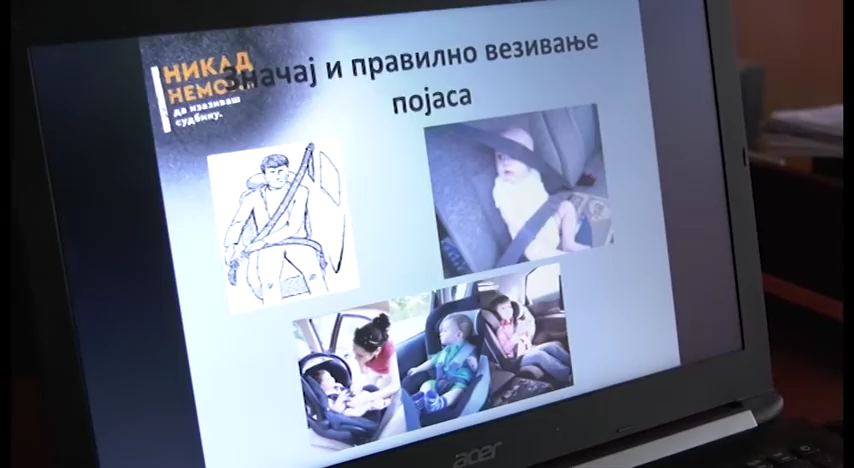 НИКАД
НЕМО
да изазиваш
судбину.
Значај и правилно везивање
појаса
acer